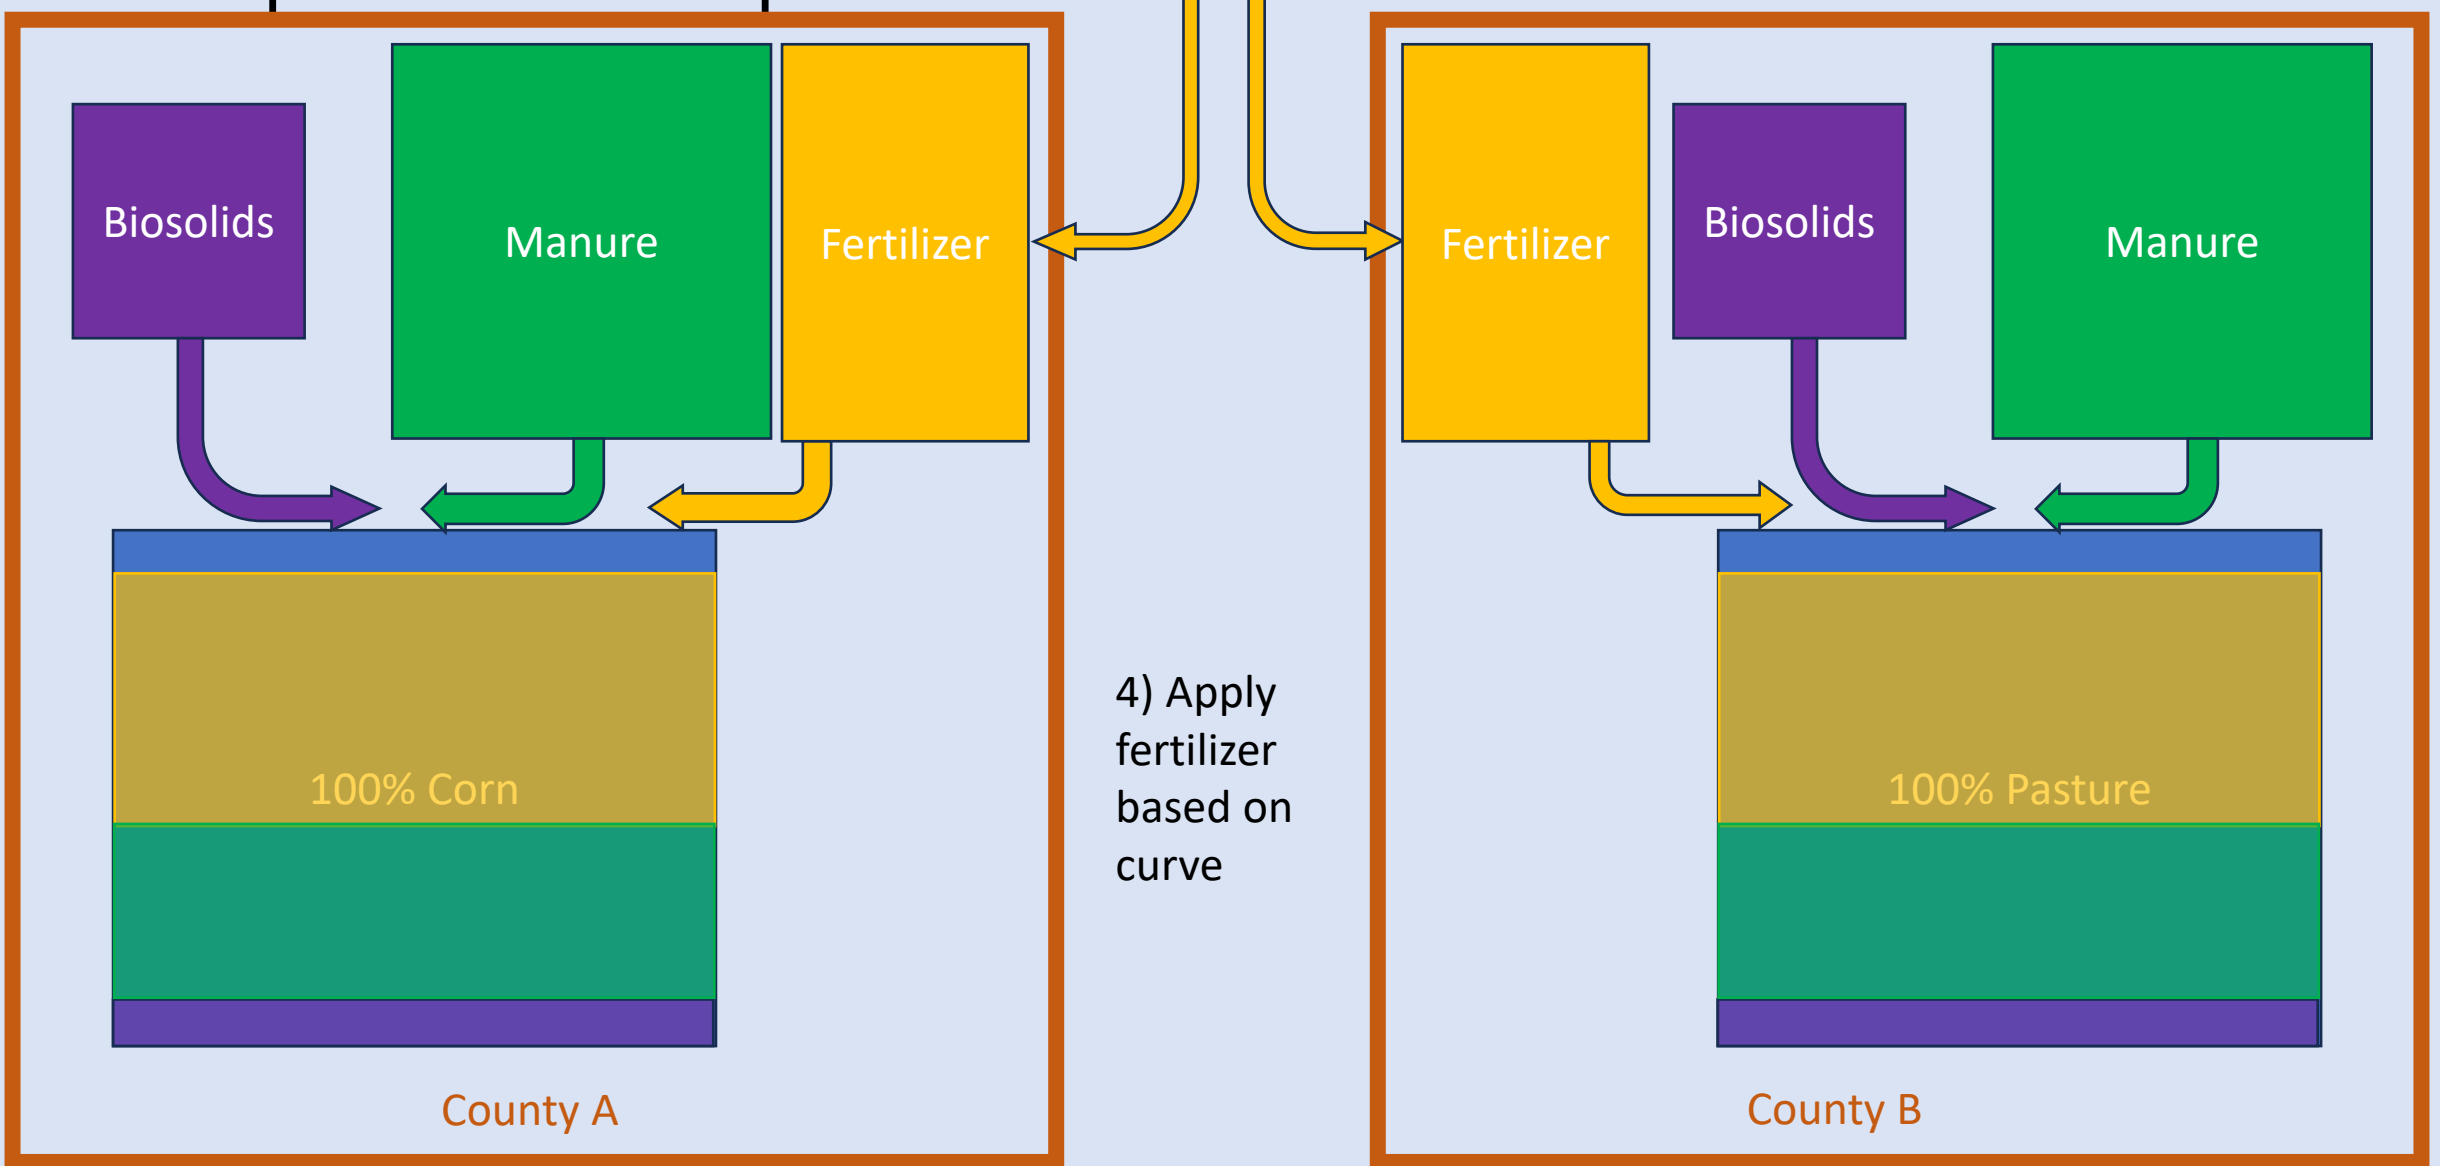 Biosolids
Manure
Fertilizer
Fertilizer
Biosolids
Manure
100% Corn
4) Apply
fertilizer
based on
curve
100% Pasture
County A
County B